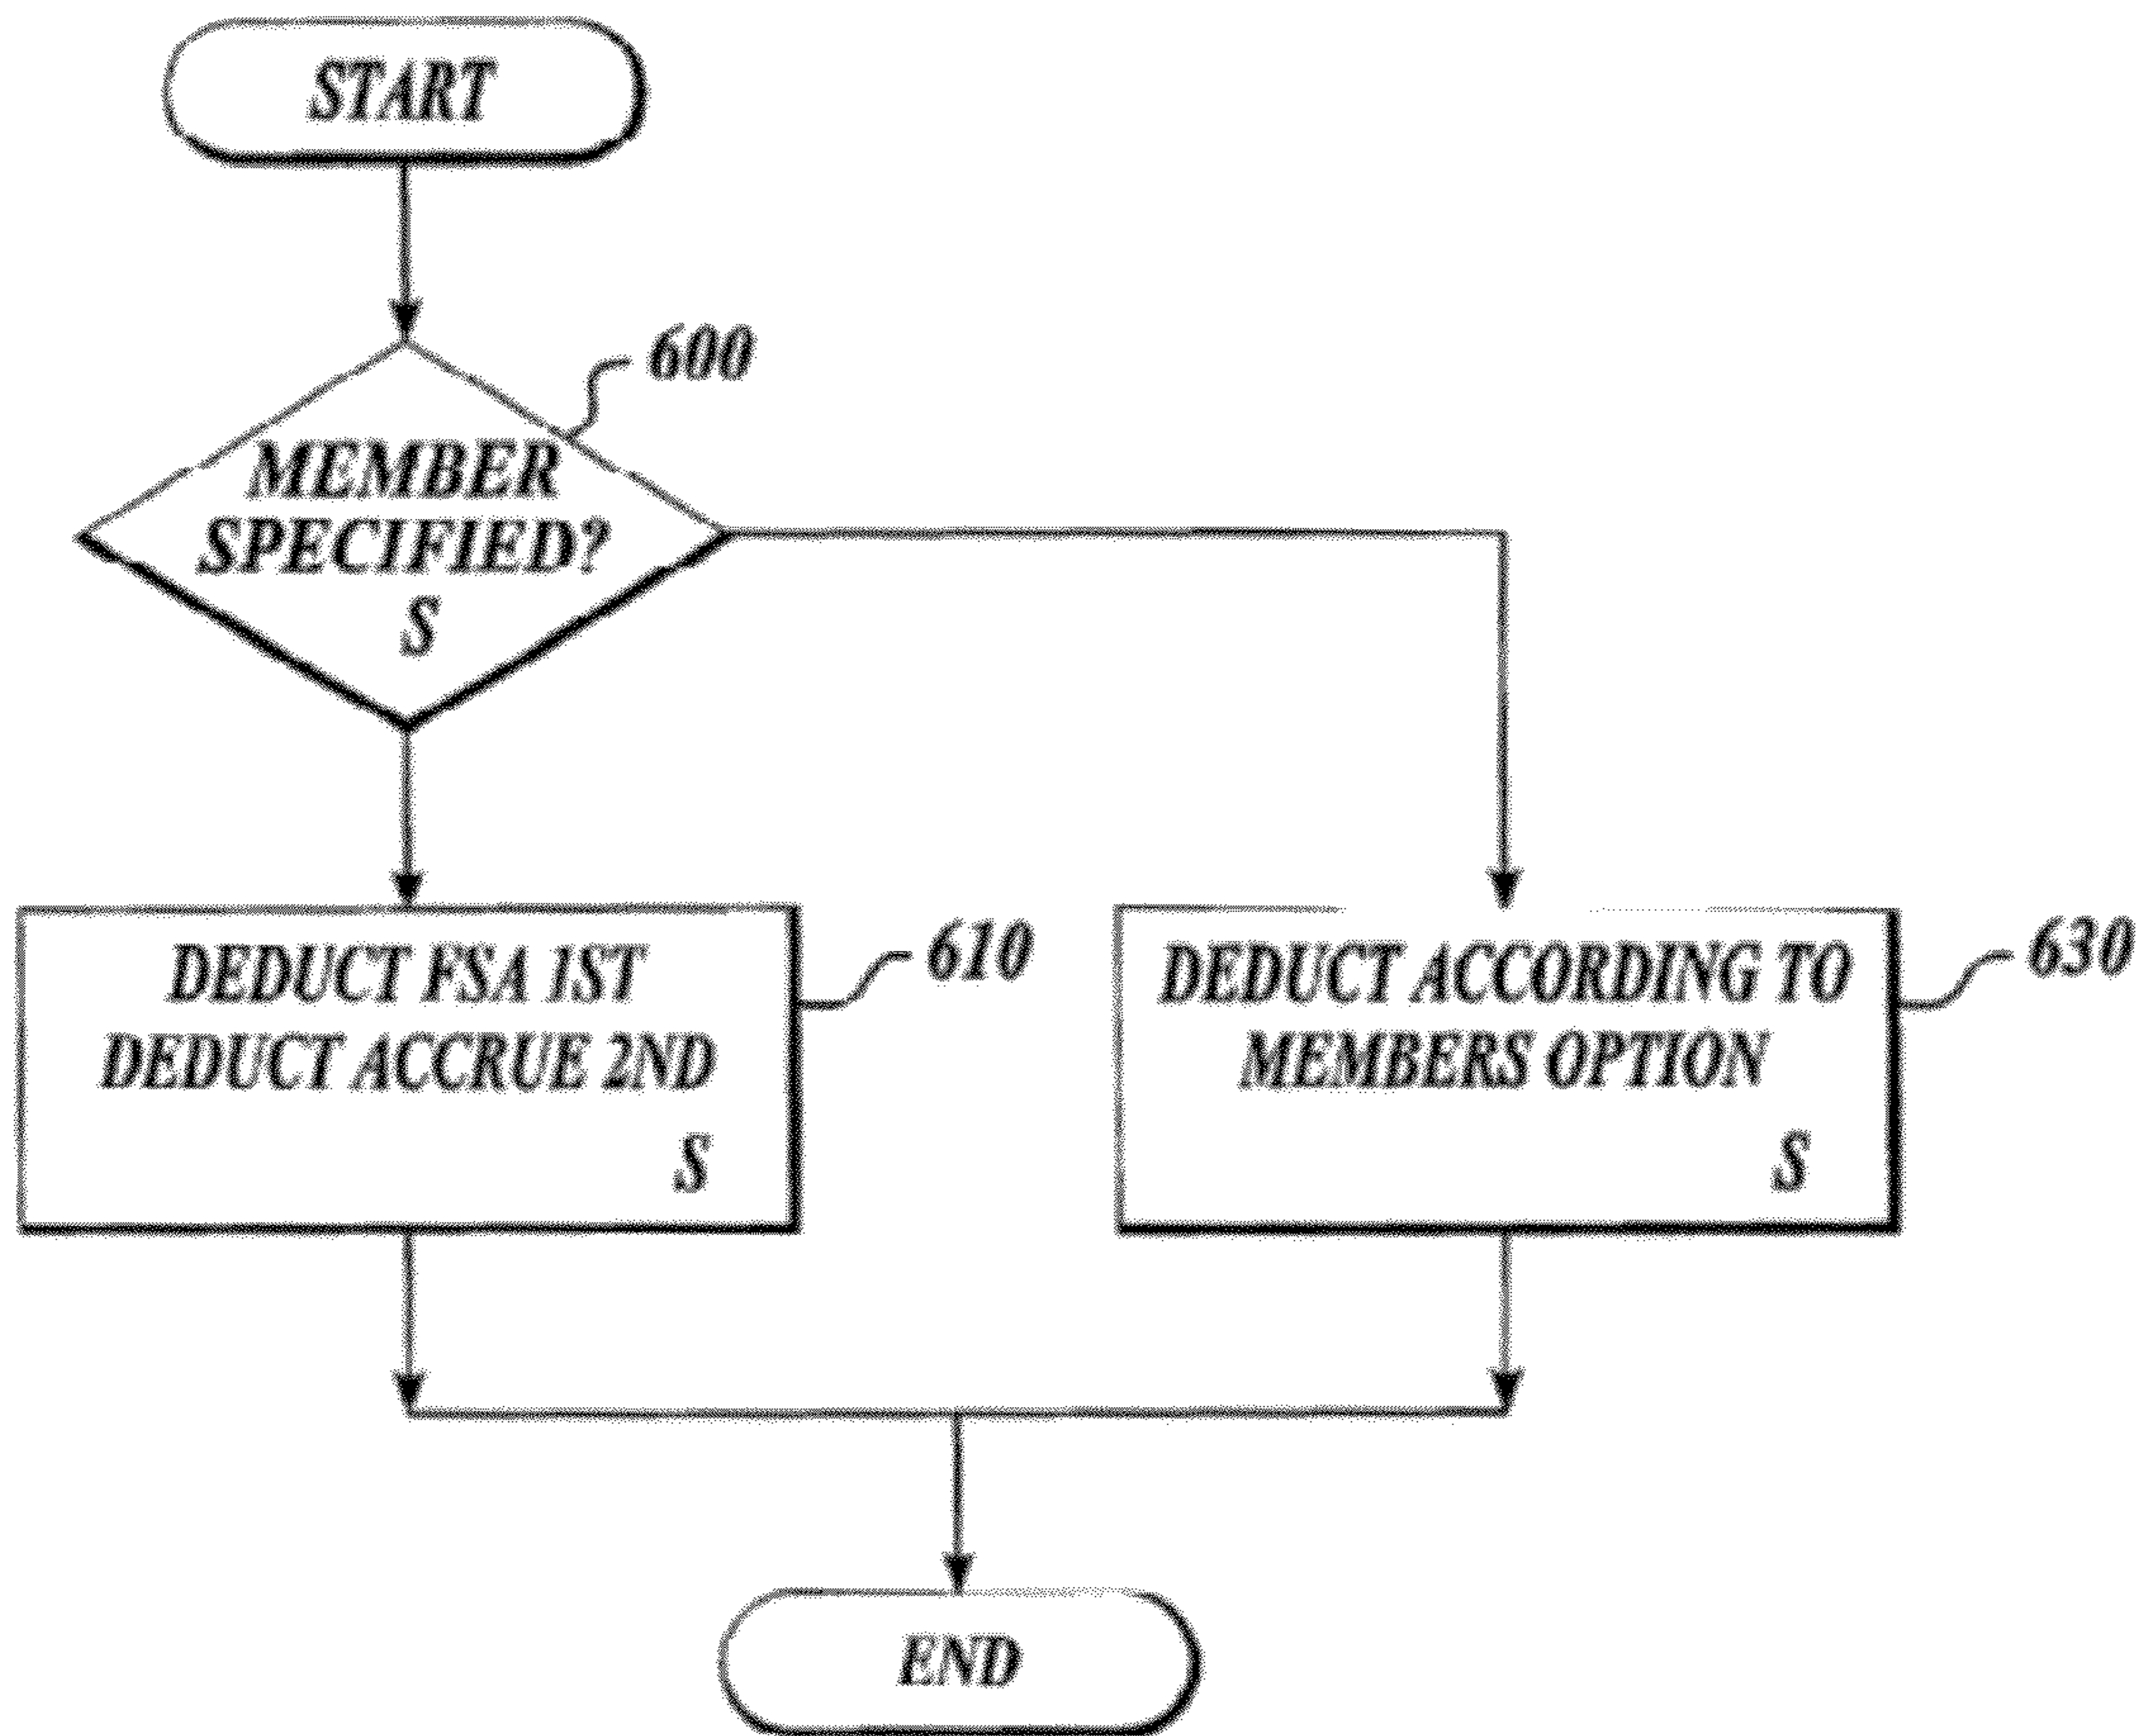 START
600
MEMBER
SPECIFIED?
S
DEDUCT FSA 1ST
DEDUCT ACCRUE 2ND
S
610
DEDUCT ACCORDING TO
MEMBERS OPTION
S
630
END